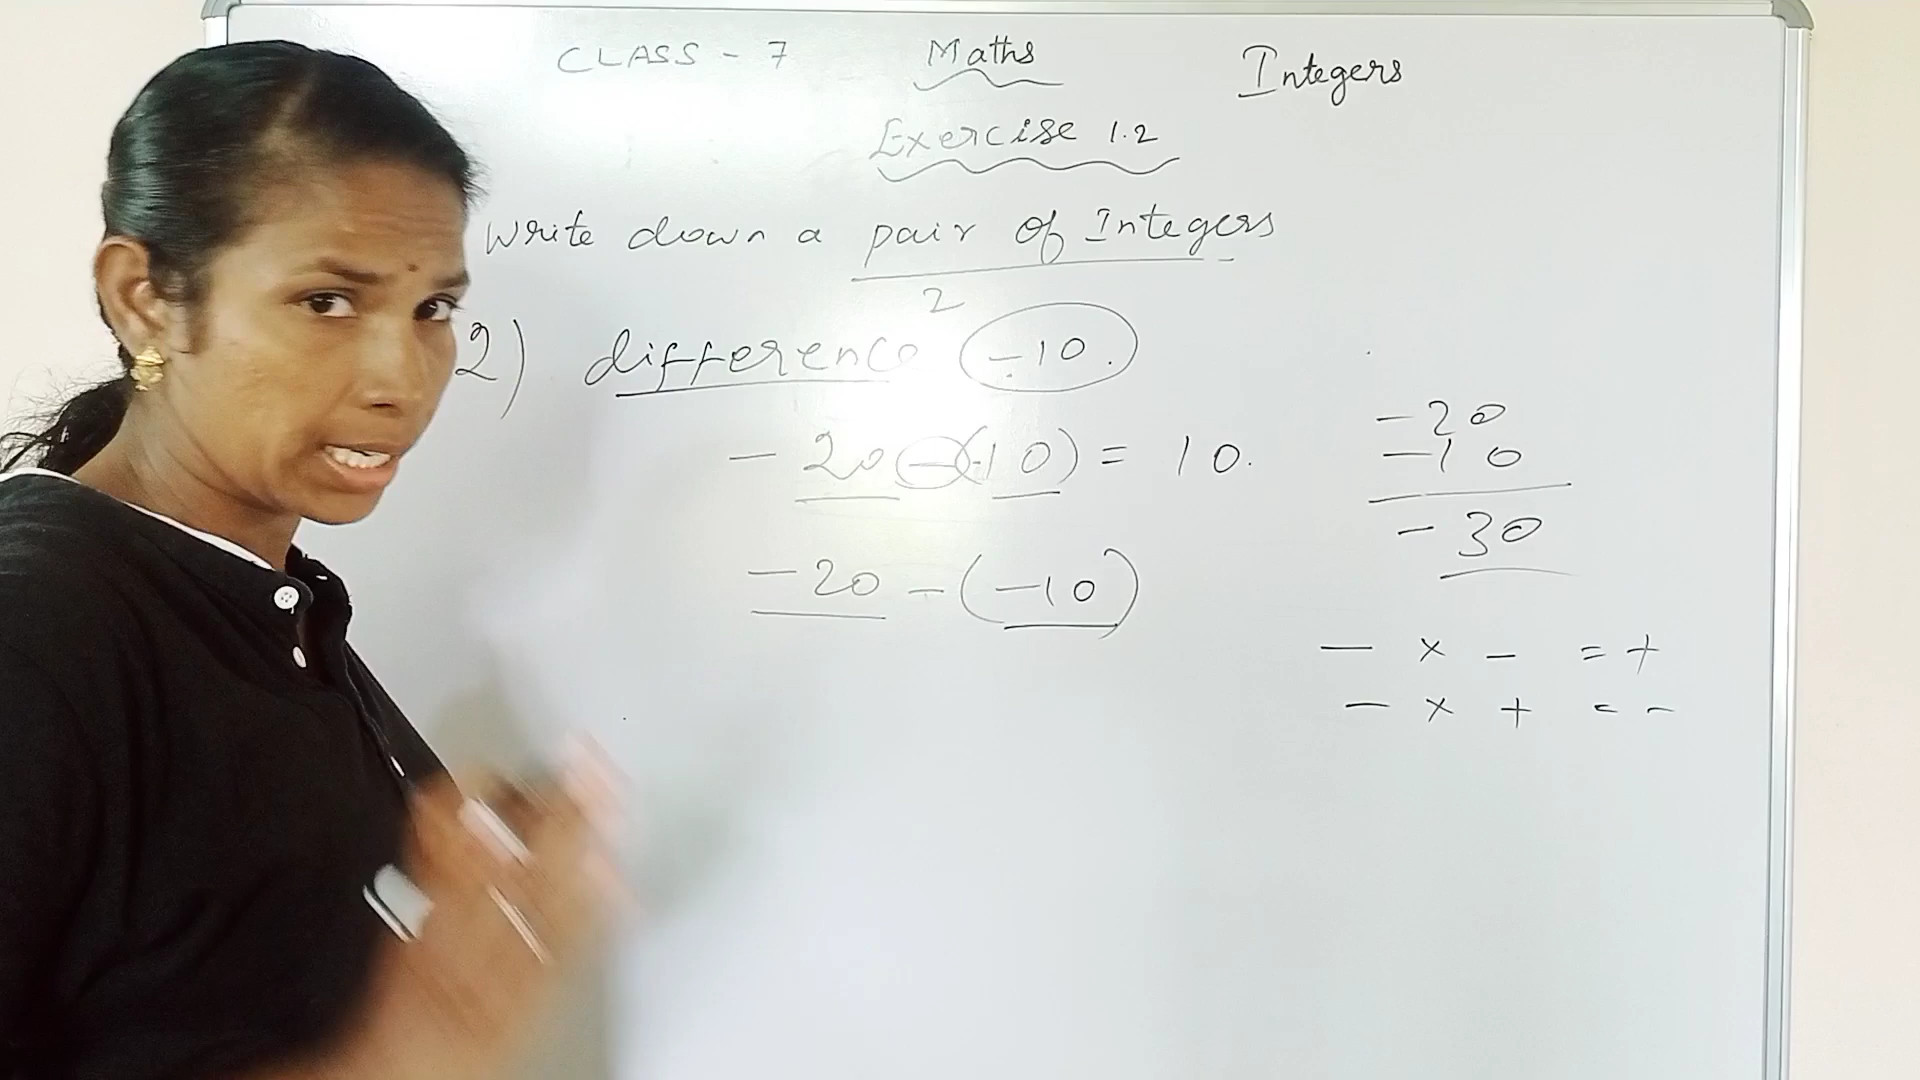 CLASS - 7 Maths Integers
Exercise 1.2
Write down a pair of Integers
2
2) difference -10.
- 20 -(-10) = 10.
-20 - (-10)
-20
-10
-30
- × - = +
- × + = -